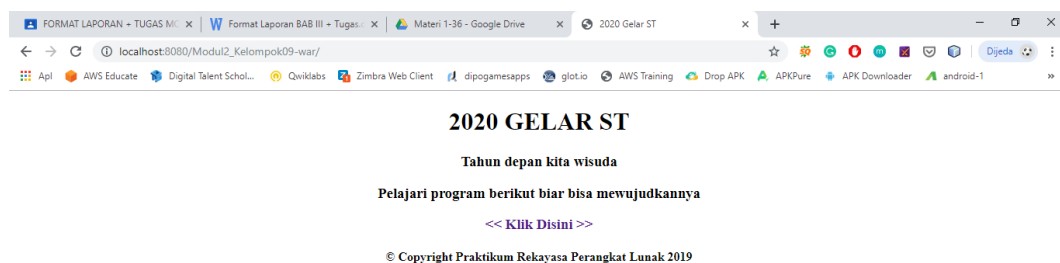 FORMAT LAPORAN + TUGAS MO
Format Laporan BAB III + Tugas.
Materi 1-36 - Google Drive
2020 Gelar ST
localhost:8080/Modul2_Kelompok09-war/
Dijeda
Apl
AWS Educate
Digital Talent Schol...
Qwiklabs
Zimbra Web Client
dipogamesapps
glot.io
AWS Training
Drop APK
APKPure
APK Downloader
android-1
»
2020 GELAR ST
Tahun depan kita wisuda
Pelajari program berikut biar bisa mewujudkannya
<< Klik Disini >>
© Copyright Praktikum Rekayasa Perangkat Lunak 2019